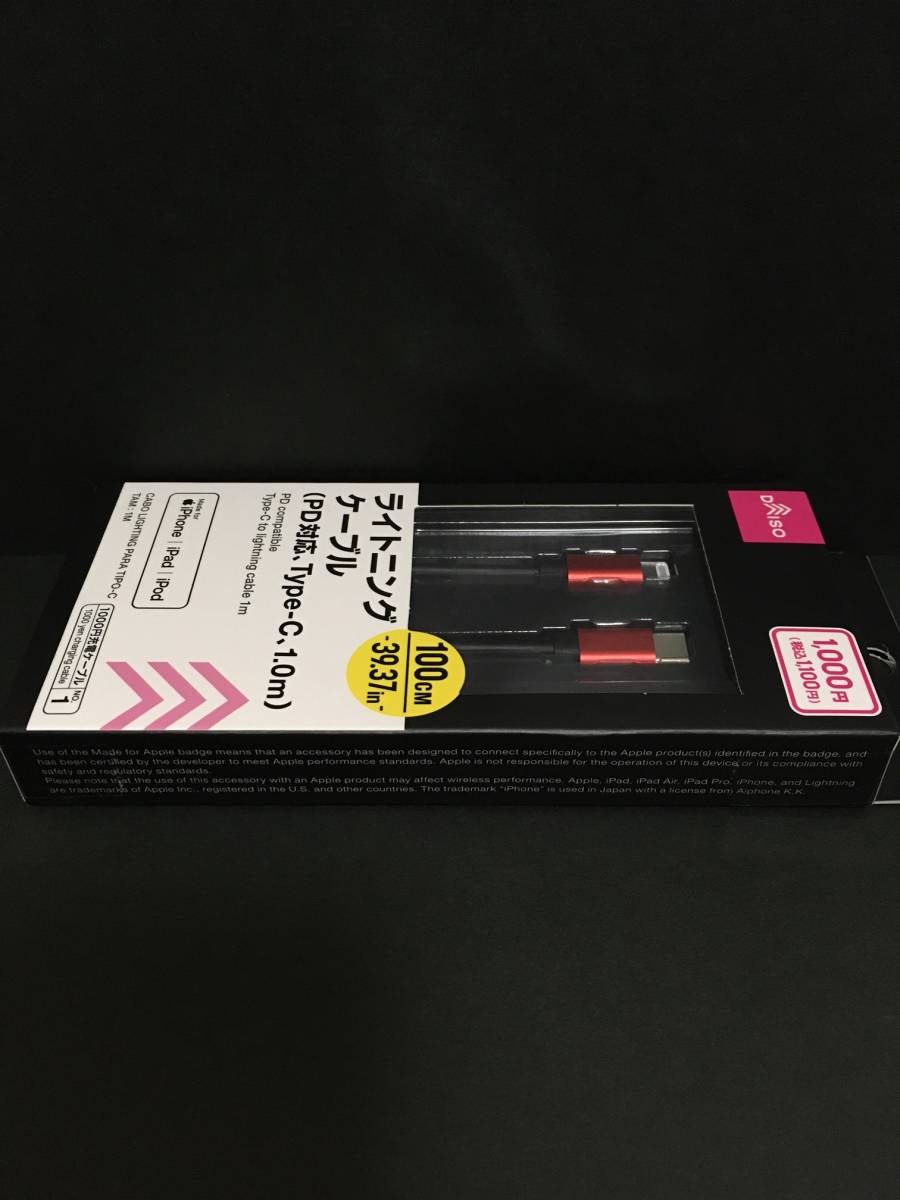 DAISO
1,000円
(税込1,100円)
ライトニング
ケーブル
(PD対応、Type-C、1.0m)
PD compatible
Type-C to lightning cable 1m
100CM
-39.37in-
Made for
iPhone | iPad | iPod
CABO LIGHTING PARA TIPO-C
TAM : 1M
1000円充電ケーブル
1000 yen charging cable
NO.
1
Use of the Made for Apple badge means that an accessory has been designed to connect specifically to the Apple product(s) identified in the badge, and
has been certified by the developer to meet Apple performance standards. Apple is not responsible for the operation of this device or its compliance with
safety and regulatory standards.
Please note that the use of this accessory with an Apple product may affect wireless performance. Apple, iPad, iPad Air, iPad Pro, iPhone, and Lightning
are trademarks of Apple Inc., registered in the U.S. and other countries. The trademark "iPhone" is used in Japan with a license from Aiphone K.K.